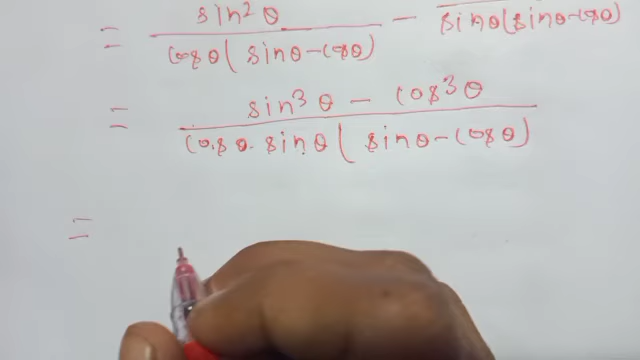 = sin²θ / cosθ(sinθ-cosθ) - / sinθ(sinθ-cosθ)
= sin³θ - cos³θ / cosθ. sinθ(sinθ-cosθ)
=